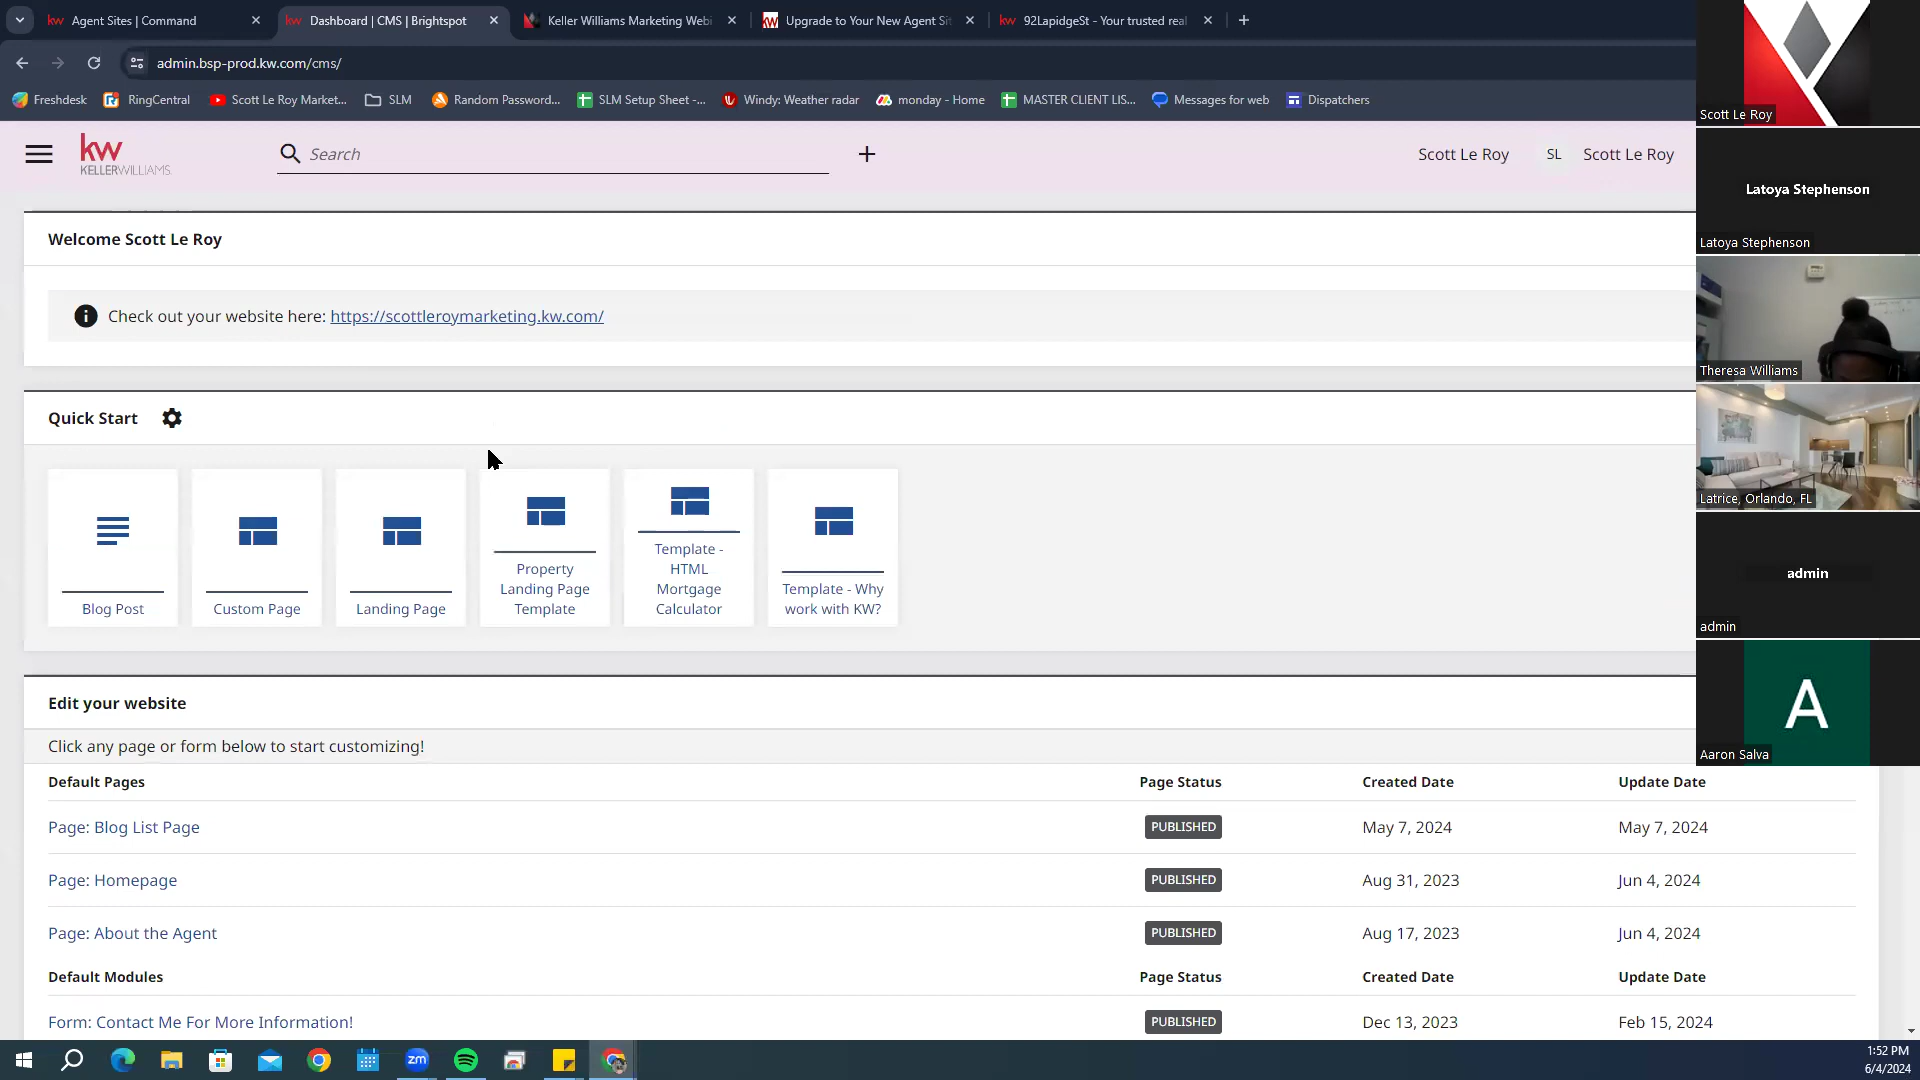 kw Agent Sites | Command
kw Dashboard | CMS | Brightspot
Keller Williams Marketing Webi
kw Upgrade to Your New Agent Sit
kw 92LapidgeSt - Your trusted real
admin.bsp-prod.kw.com/cms/
Freshdesk
RingCentral
Scott Le Roy Market...
SLM
Random Password...
SLM Setup Sheet -...
Windy: Weather radar
monday - Home
MASTER CLIENT LIS...
Messages for web
Dispatchers
kw
KELLERWILLIAMS.
Search
Scott Le Roy
SL
Scott Le Roy
Welcome Scott Le Roy
Check out your website here: https://scottleroymarketing.kw.com/
Quick Start
Blog Post
Custom Page
Landing Page
Property
Landing Page
Template
Template -
HTML
Mortgage
Calculator
Template - Why
work with KW?
Edit your website
Click any page or form below to start customizing!
Default Pages Page Status Created Date Update Date
Page: Blog List Page PUBLISHED May 7, 2024 May 7, 2024
Page: Homepage PUBLISHED Aug 31, 2023 Jun 4, 2024
Page: About the Agent PUBLISHED Aug 17, 2023 Jun 4, 2024
Default Modules Page Status Created Date Update Date
Form: Contact Me For More Information! PUBLISHED Dec 13, 2023 Feb 15, 2024
Scott Le Roy
Latoya Stephenson
Latoya Stephenson
Theresa Williams
Latrice, Orlando, FL
admin
admin
A
Aaron Salva
zm
1:52 PM
6/4/2024